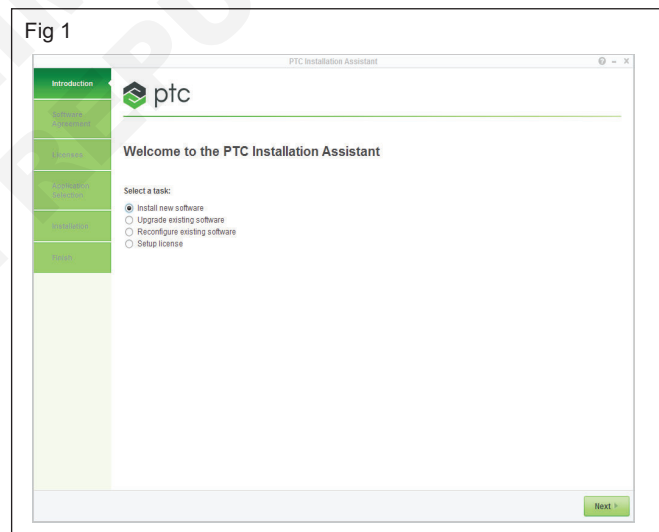 Fig 1
PTC Installation Assistant
Introduction
ptc
Software
Agreement
Licenses
Welcome to the PTC Installation Assistant
Application
Selection
Select a task:
Install new software
Upgrade existing software
Reconfigure existing software
Setup license
Installation
Finish
Next